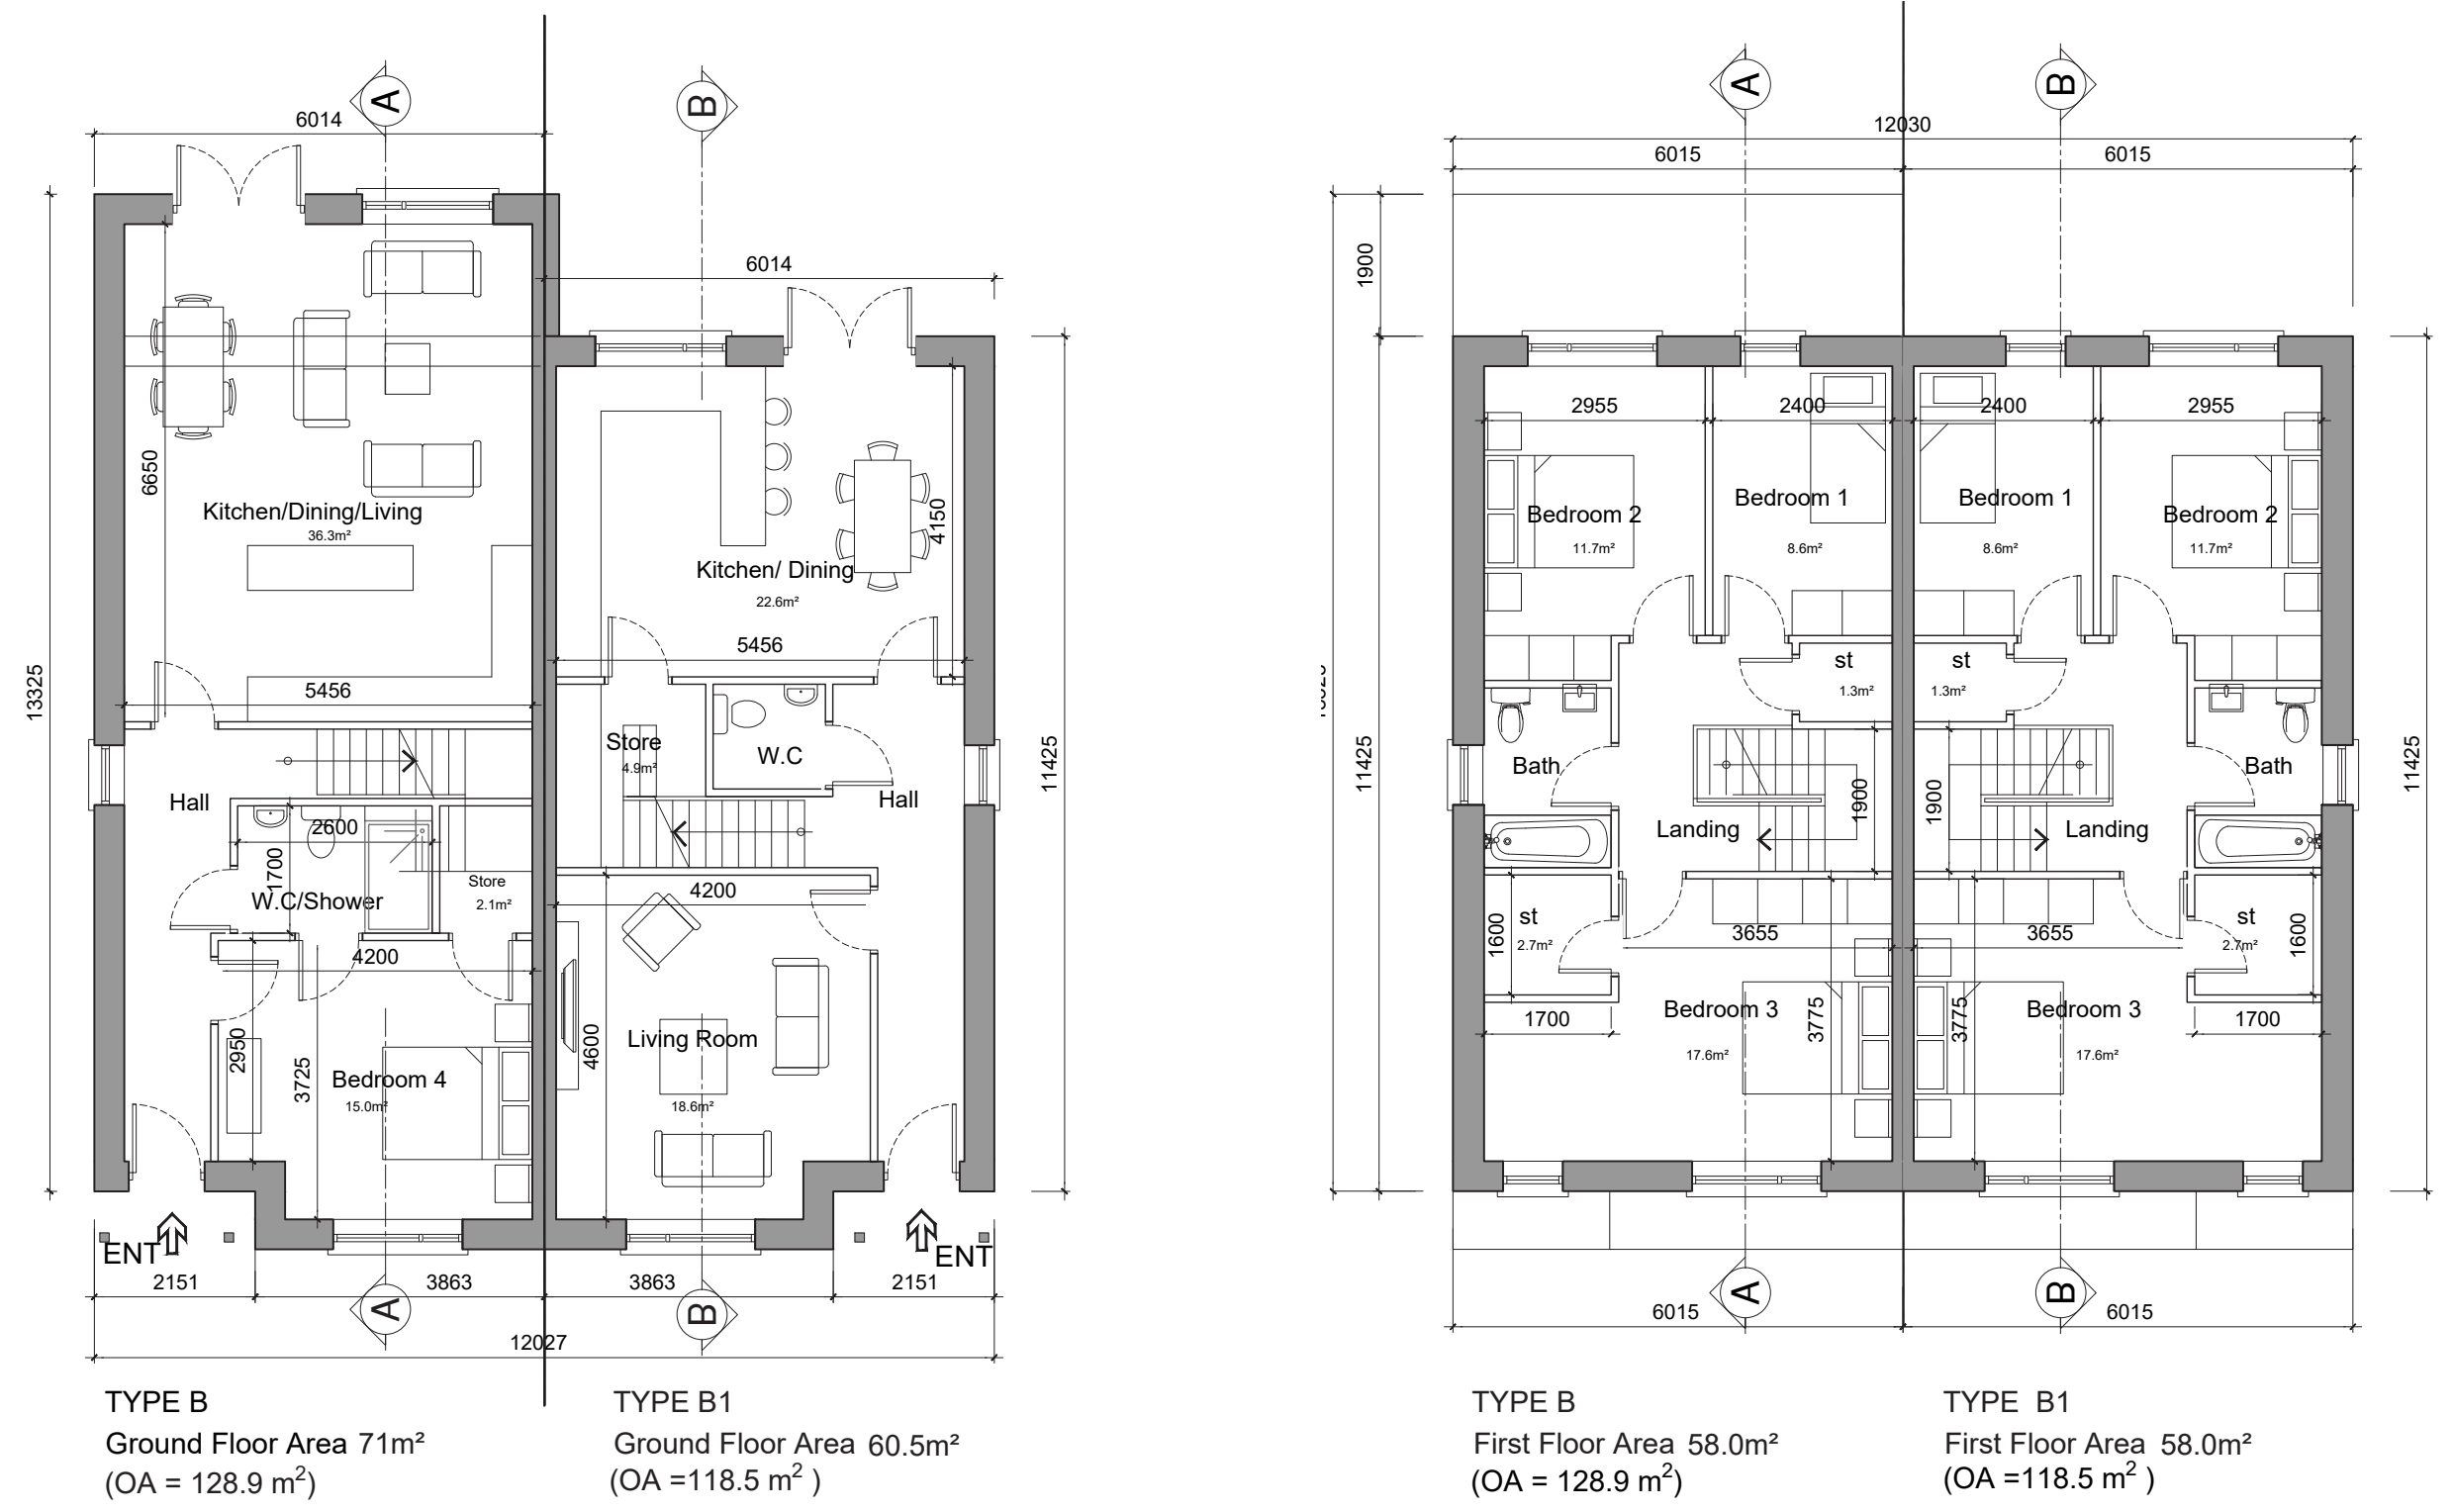 A
B
6014
6014
13325
6650
Kitchen/Dining/Living
36.3m²
5456
Kitchen/ Dining
22.6m²
4150
5456
11425
Store
4.9m²
W.C
Hall
Hall
2600
1700
W.C/Shower
Store
2.1m²
4200
4200
2950
3725
Bedroom 4
15.0m²
4600
Living Room
18.6m²
ENT
ENT
2151
3863
3863
2151
A
B
12027
TYPE B
Ground Floor Area 71m²
(OA = 128.9 m²)
TYPE B1
Ground Floor Area 60.5m²
(OA =118.5 m² )
A
B
12030
6015
6015
1900
11425
11425
2955
2400
2400
2955
Bedroom 2
11.7m²
Bedroom 1
8.6m²
Bedroom 1
8.6m²
Bedroom 2
11.7m²
st
1.3m²
st
1.3m²
Bath
Bath
Landing
1900
1900
Landing
st
2.7m²
1600
3655
3655
st
2.7m²
1600
1700
1700
Bedroom 3
17.6m²
3775
3775
Bedroom 3
17.6m²
A
B
6015
6015
TYPE B
First Floor Area 58.0m²
(OA = 128.9 m²)
TYPE B1
First Floor Area 58.0m²
(OA =118.5 m² )